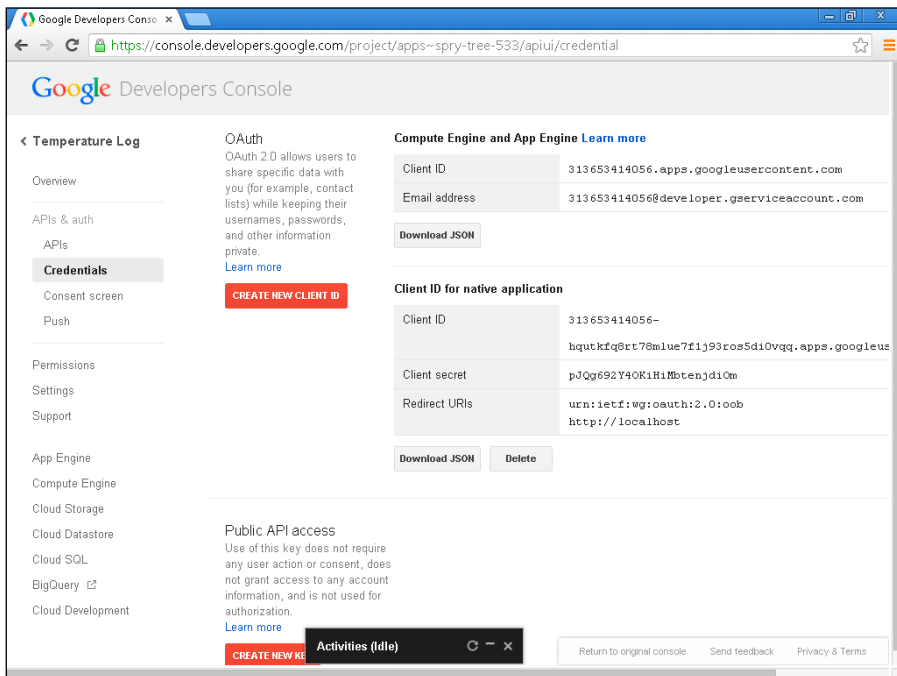 Google Developers Conso ×
https://console.developers.google.com/project/apps~spry-tree-533/apiui/credential
Google Developers Console
< Temperature Log
Overview
APIs & auth
APIs
Credentials
Consent screen
Push
Permissions
Settings
Support
App Engine
Compute Engine
Cloud Storage
Cloud Datastore
Cloud SQL
BigQuery
Cloud Development
OAuth
OAuth 2.0 allows users to
share specific data with
you (for example, contact
lists) while keeping their
usernames, passwords,
and other information
private.
Learn more
CREATE NEW CLIENT ID
Compute Engine and App Engine Learn more
Client ID 313653414056.apps.googleusercontent.com
Email address 313653414056@developer.gserviceaccount.com
Download JSON
Client ID for native application
Client ID 313653414056-
hqutkfq8rt78mlue7f1j93ros5di0vqq.apps.googleus
Client secret pJQg692Y4OKiHiMbtenjdiOm
Redirect URIs urn:ietf:wg:oauth:2.0:oob
http://localhost
Download JSON Delete
Public API access
Use of this key does not require
any user action or consent, does
not grant access to any account
information, and is not used for
authorization.
Learn more
CREATE NEW KE
Activities (Idle)
Return to original console Send feedback Privacy & Terms